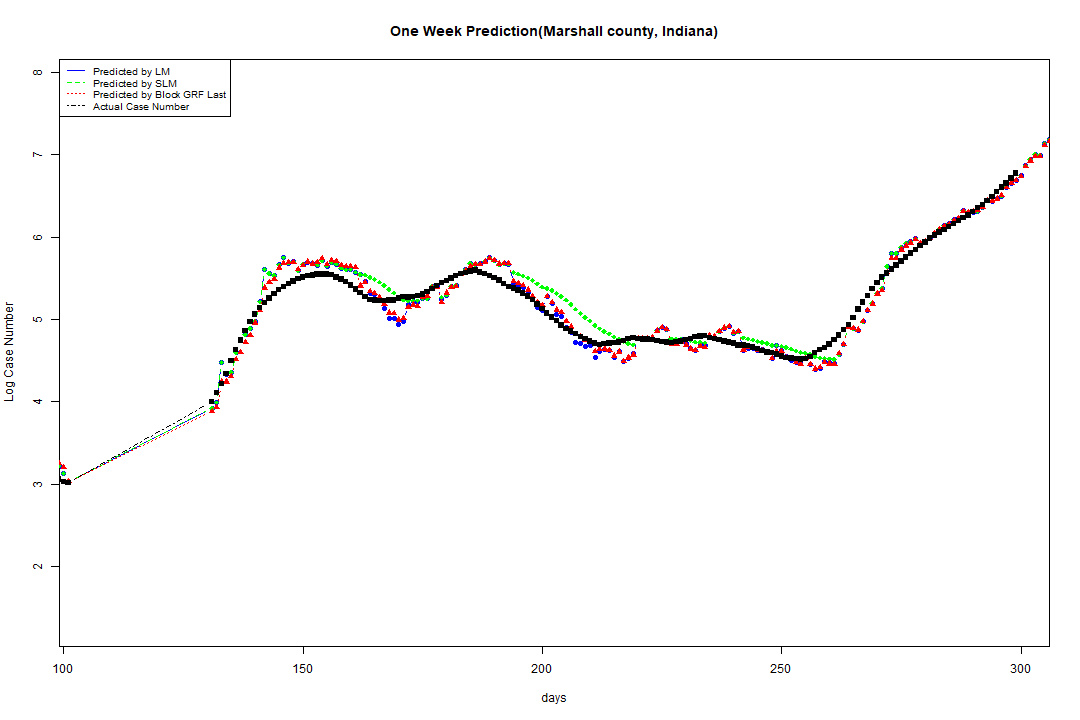 One Week Prediction(Marshall county, Indiana)
Predicted by LM
Predicted by SLM
Predicted by Block GRF Last
Actual Case Number
8
7
6
5
4
3
2
Log Case Number
100 150 200 250 300
days